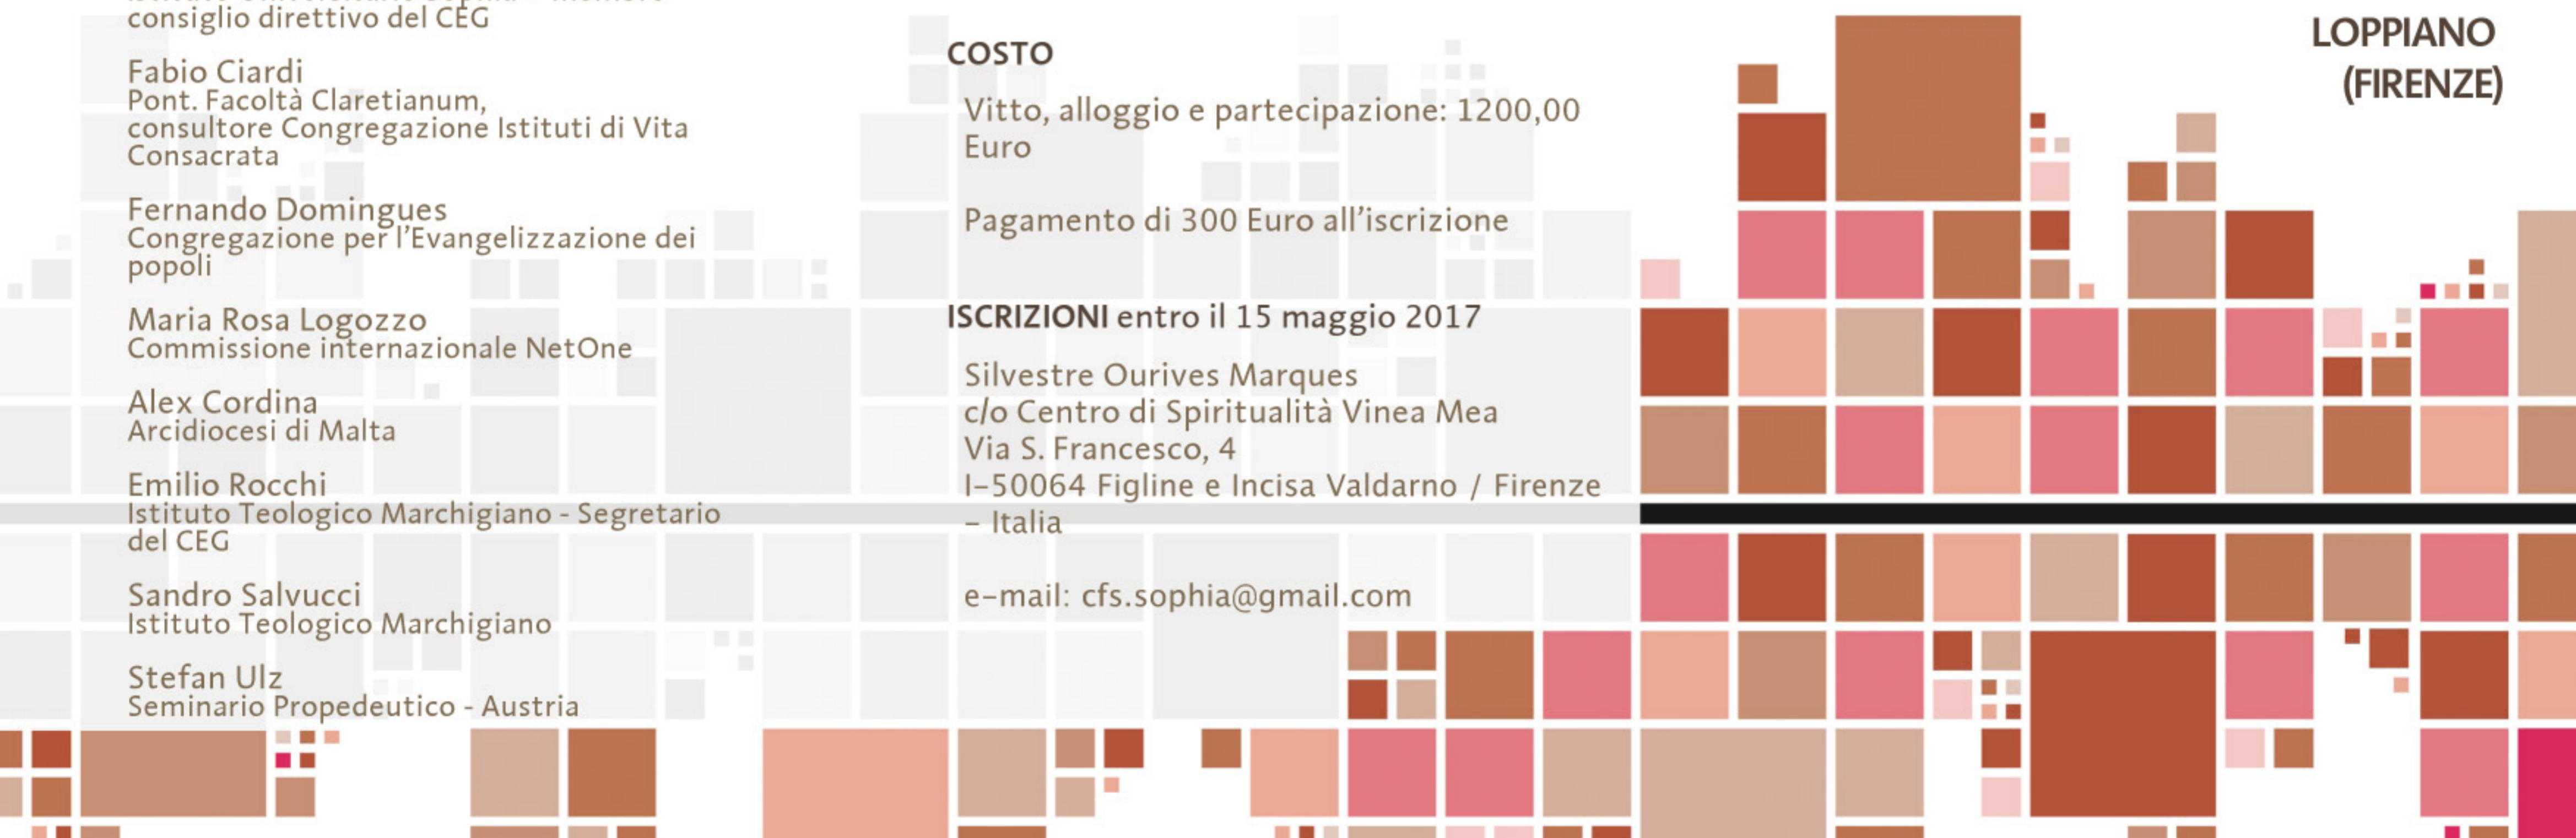 consiglio direttivo del CEG
Fabio Ciardi
Pont. Facoltà Claretianum,
consultore Congregazione Istituti di Vita
Consacrata
Fernando Domingues
Congregazione per l'Evangelizzazione dei
popoli
Maria Rosa Logozzo
Commissione internazionale NetOne
Alex Cordina
Arcidiocesi di Malta
Emilio Rocchi
Istituto Teologico Marchigiano - Segretario
del CEG
Sandro Salvucci
Istituto Teologico Marchigiano
Stefan Ulz
Seminario Propedeutico - Austria
COSTO
Vitto, alloggio e partecipazione: 1200,00
Euro
Pagamento di 300 Euro all'iscrizione
ISCRIZIONI entro il 15 maggio 2017
Silvestre Ourives Marques
c/o Centro di Spiritualità Vinea Mea
Via S. Francesco, 4
I–50064 Figline e Incisa Valdarno / Firenze
– Italia
e–mail: cfs.sophia@gmail.com
LOPPIANO
(FIRENZE)